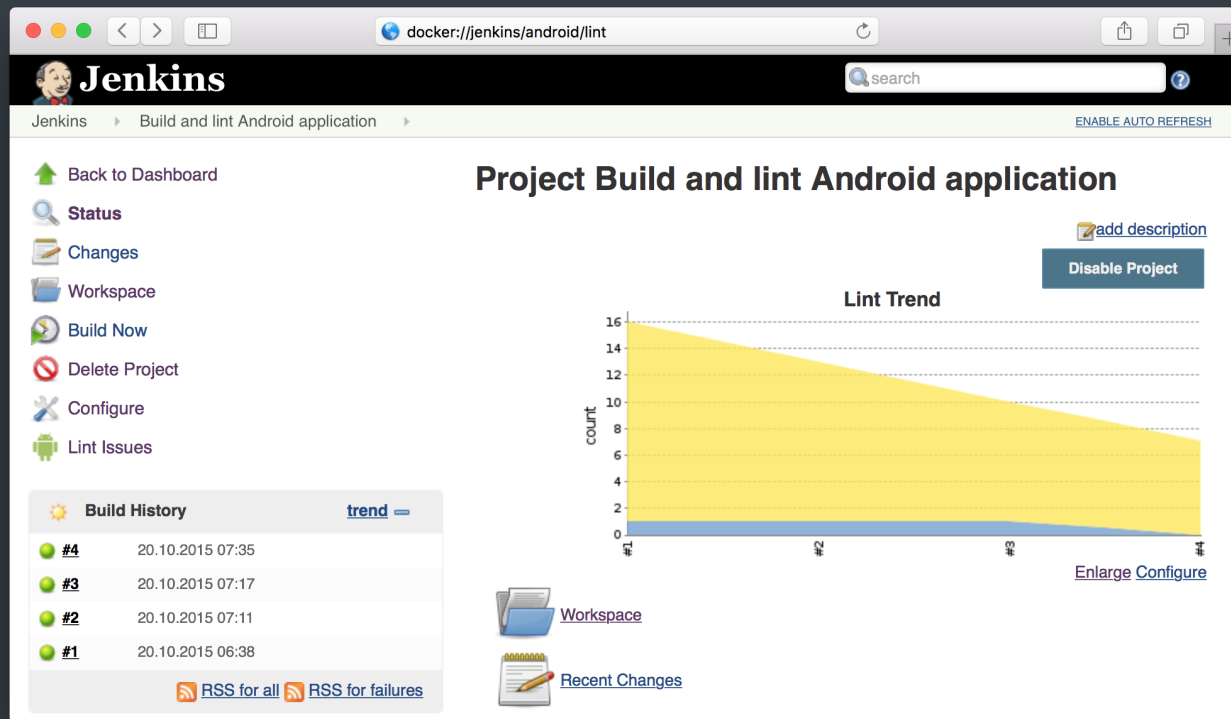 docker://jenkins/android/lint
Jenkins
search
?
Jenkins Build and lint Android application
ENABLE AUTO REFRESH
Back to Dashboard
Status
Changes
Workspace
Build Now
Delete Project
Configure
Lint Issues
Build History trend
#4 20.10.2015 07:35
#3 20.10.2015 07:17
#2 20.10.2015 07:11
#1 20.10.2015 06:38
RSS for all RSS for failures
Project Build and lint Android application
add description
Disable Project
Lint Trend
16
14
12
10
8
6
4
2
0
count
#1 #2 #3 #4
Enlarge Configure
Workspace
Recent Changes